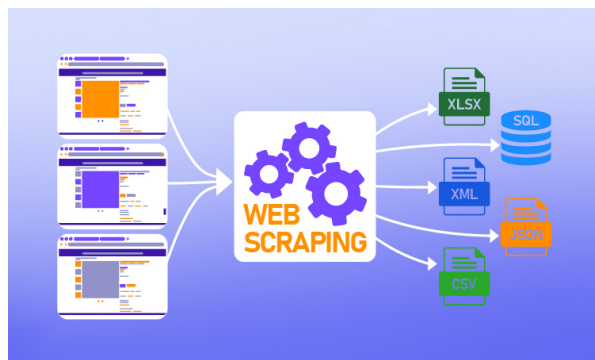 WEB
SCRAPING
XLSX
SQL
XML
JSON
CSV